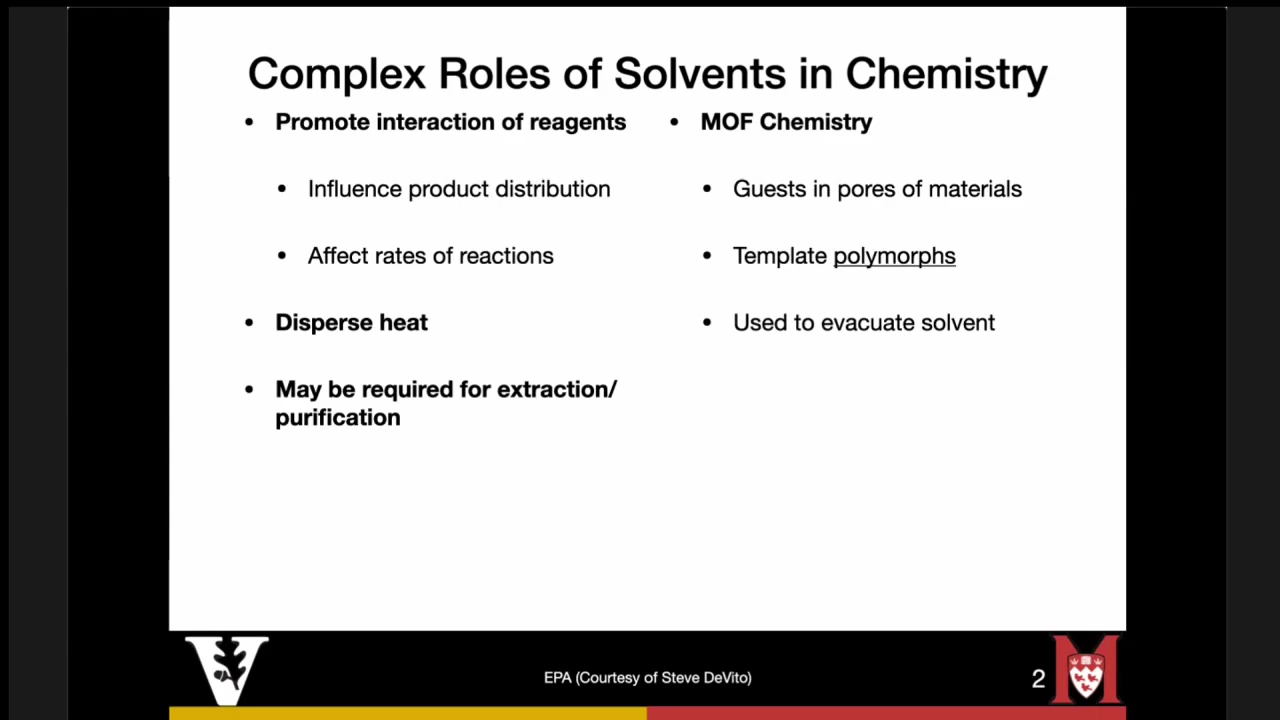 Complex Roles of Solvents in Chemistry
• Promote interaction of reagents
• Influence product distribution
• Affect rates of reactions
• Disperse heat
• May be required for extraction/
purification
• MOF Chemistry
• Guests in pores of materials
• Template polymorphs
• Used to evacuate solvent
V
EPA (Courtesy of Steve DeVito)
2
M